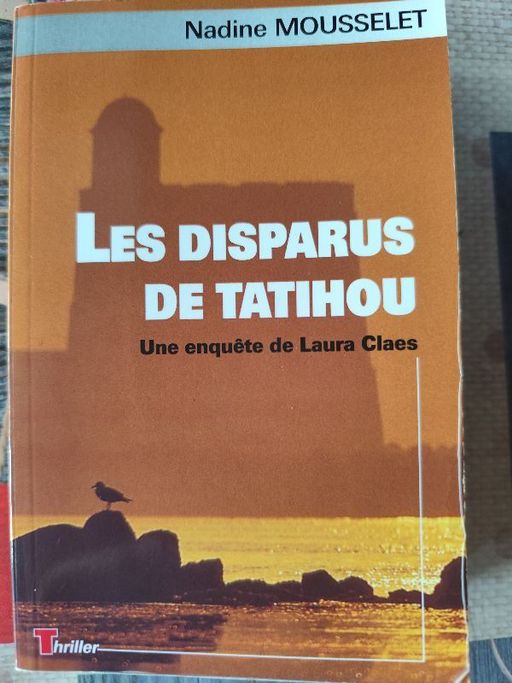 Nadine MOUSSELET
LES DISPARUS
DE TATIHOU
Une enquête de Laura Claes
Thriller